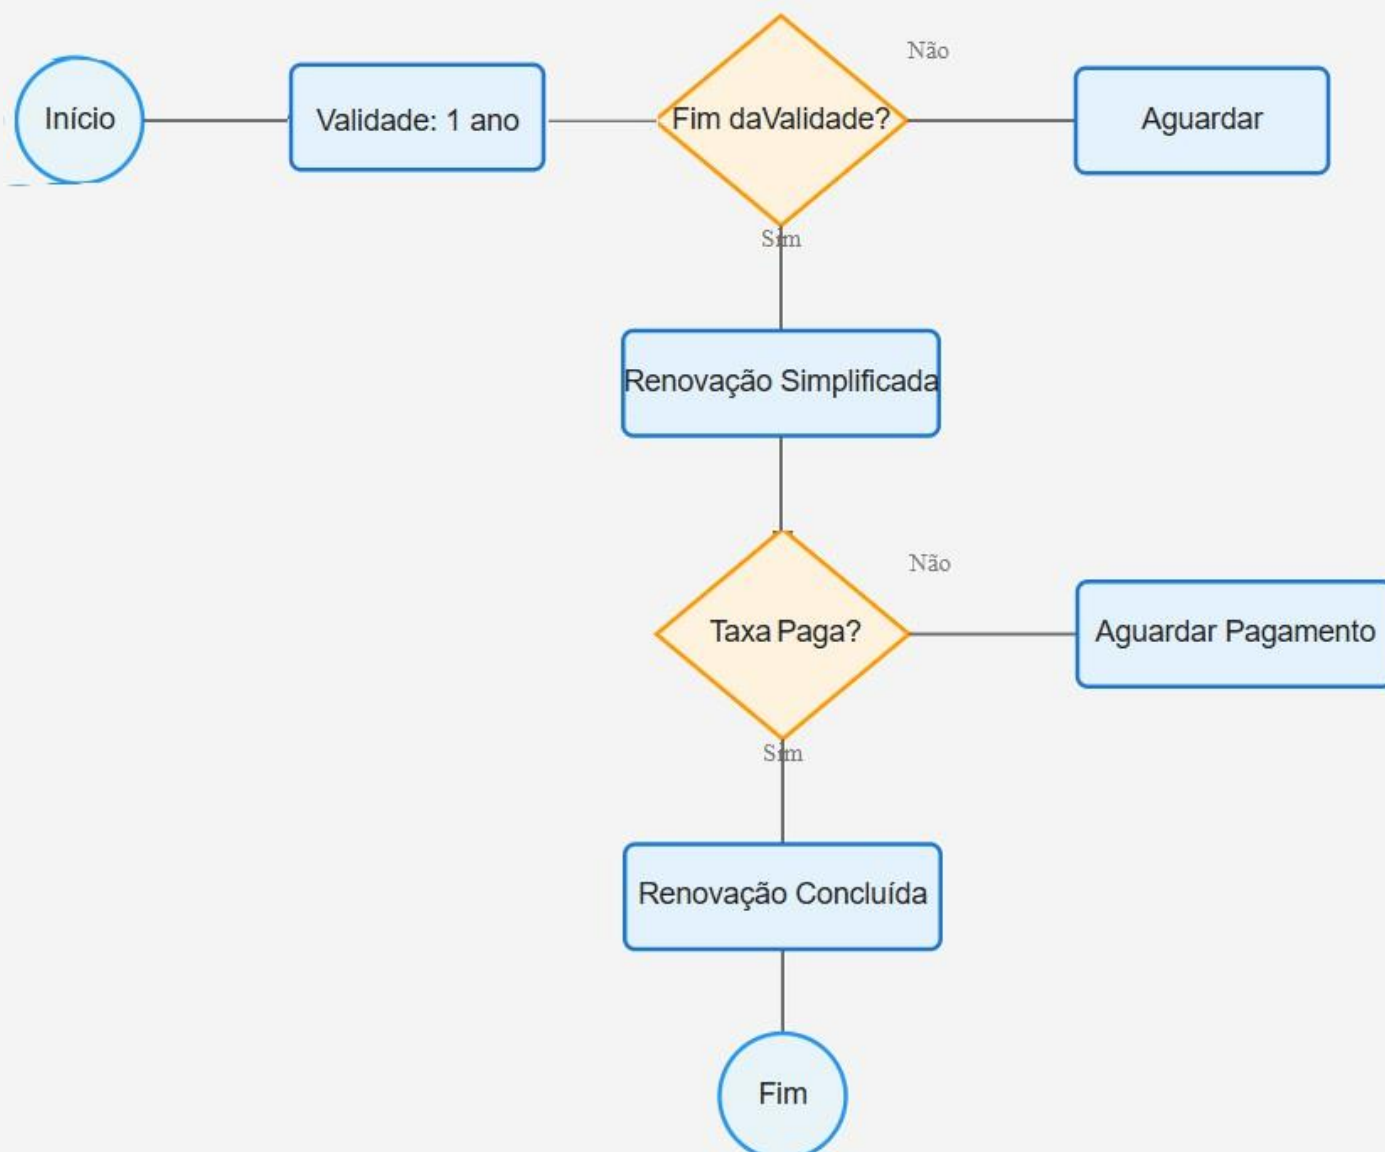 Início
Validade: 1 ano
Fim daValidade?
Não
Aguardar
Sim
Renovação Simplificada
Taxa Paga?
Não
Aguardar Pagamento
Sim
Renovação Concluída
Fim